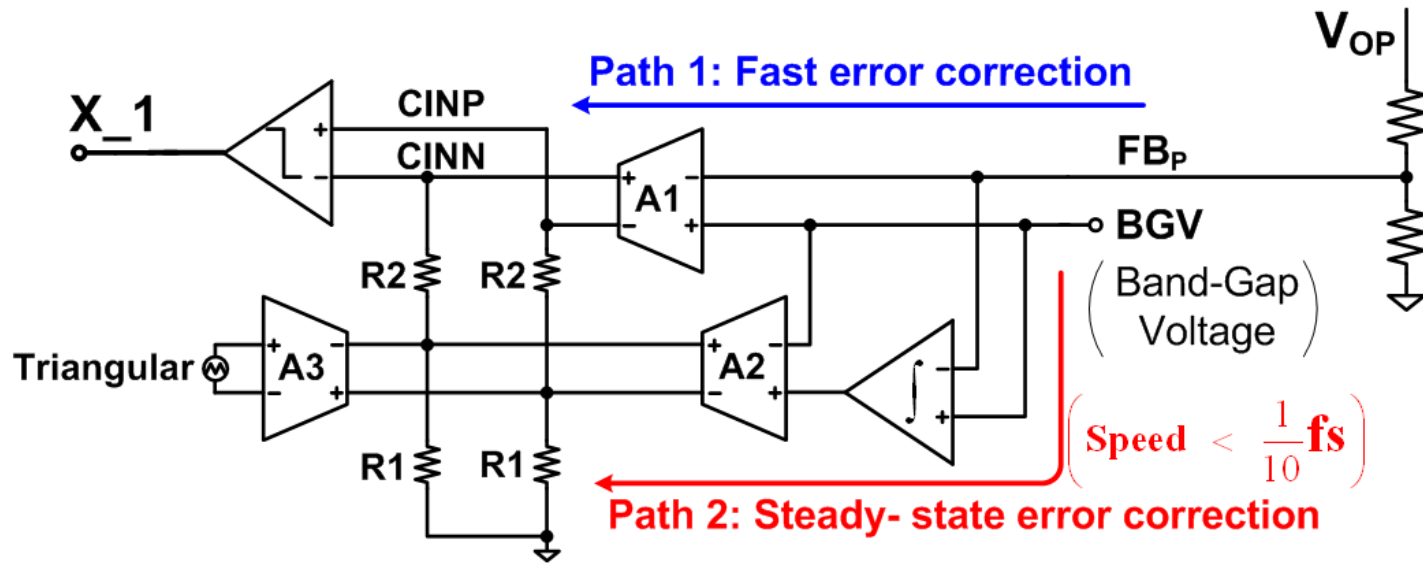 V_OP
Path 1: Fast error correction
X_1
CINP
CINN
+
−
+
−
A1
−
+
FB_P
BGV
(Band-Gap
Voltage)
R2
R2
Triangular
+
−
A3
−
+
+
−
A2
−
+
∫
−
+
(Speed < 1/10 fs)
R1
R1
Path 2: Steady- state error correction